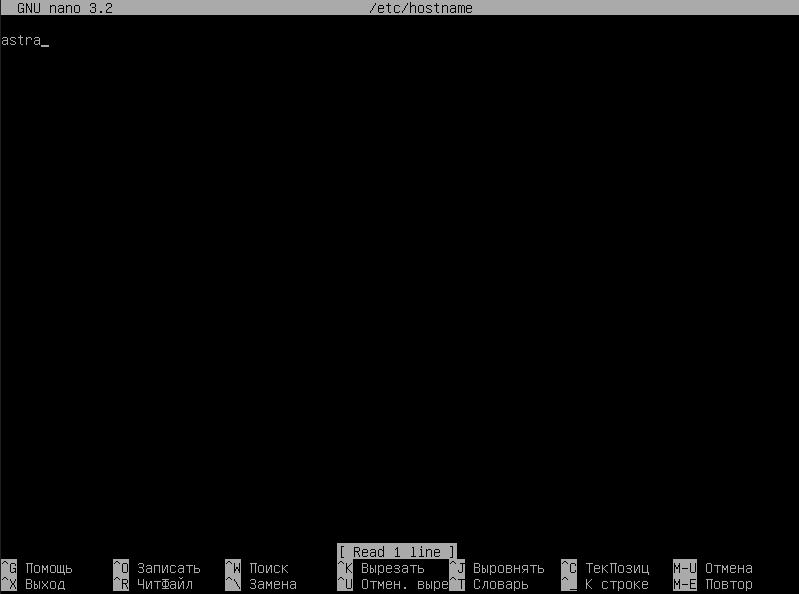 GNU nano 3.2 /etc/hostname
astra_
[ Read 1 line ]
^G Помощь ^O Записать ^W Поиск ^K Вырезать ^J Выровнять ^C ТекПозиц M-U Отмена
^X Выход ^R ЧитФайл ^\ Замена ^U Отмен. выре^T Словарь ^_ К строке M-E Повтор